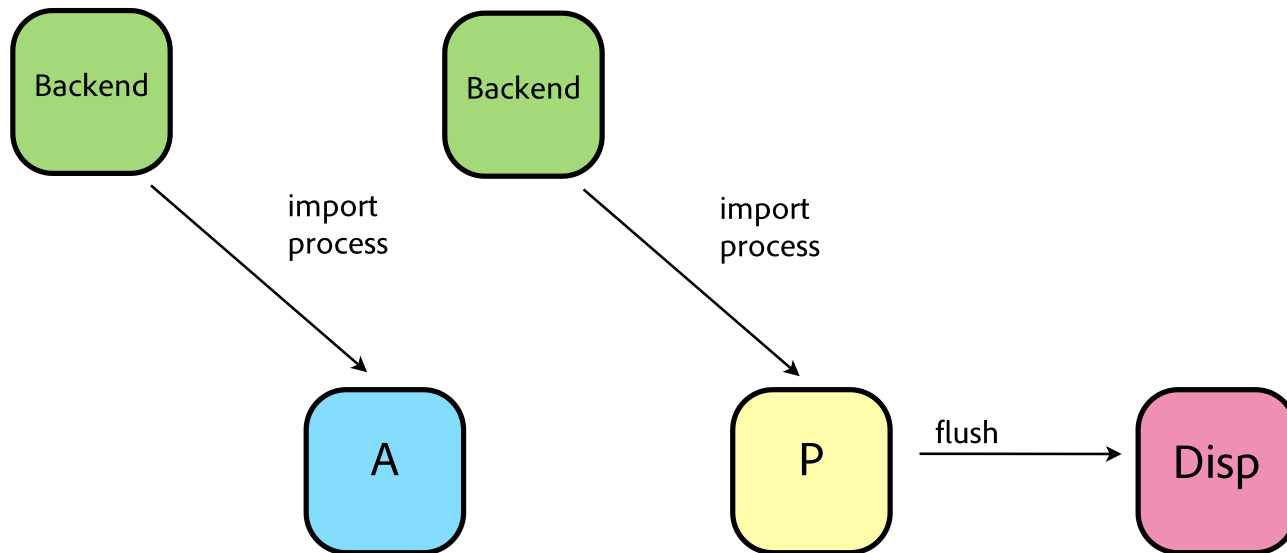 Backend
Backend
import
process
import
process
A
P
flush
Disp